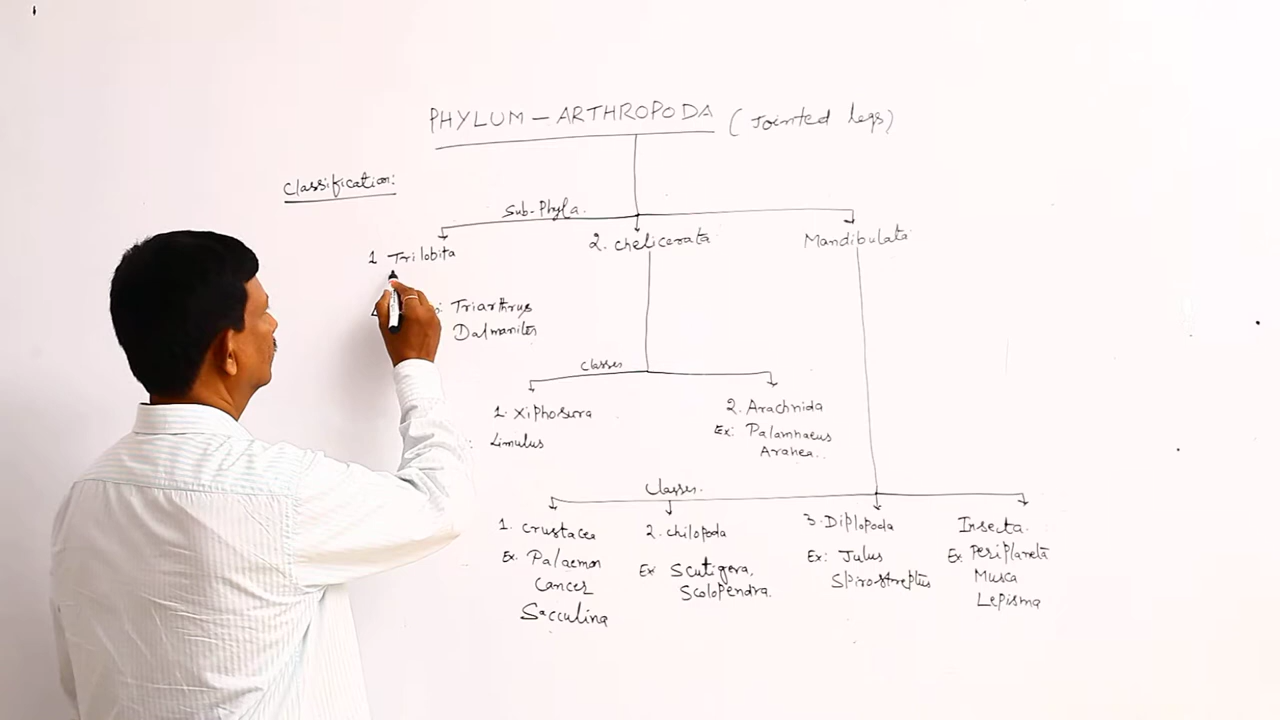 PHYLUM – ARTHROPODA (Jointed legs)
Classification:
Sub-Phyla.
1 Trilobita
2. Chelicerata
Mandibulata
: Triarthrus
Dalmanites
Classes
1. Xiphosura
Limulus
2. Arachnida
Ex: Palamnaeus
Aranea..
Classes.
1. Crustacea
Ex. Palaemon
Cancer
Sacculina
2. Chilopoda
Ex Scutigera,
Scolopendra.
3. Diplopoda
Ex: Julus
Spirostreptus
Insecta.
Ex. Periplaneta
Musca
Lepisma